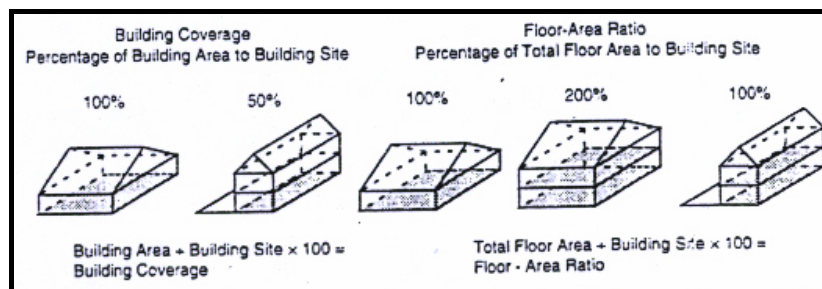 Building Coverage
Percentage of Building Area to Building Site
100%
50%
Building Area ÷ Building Site × 100 =
Building Coverage
Floor-Area Ratio
Percentage of Total Floor Area to Building Site
100%
200%
100%
Total Floor Area ÷ Building Site × 100 =
Floor - Area Ratio